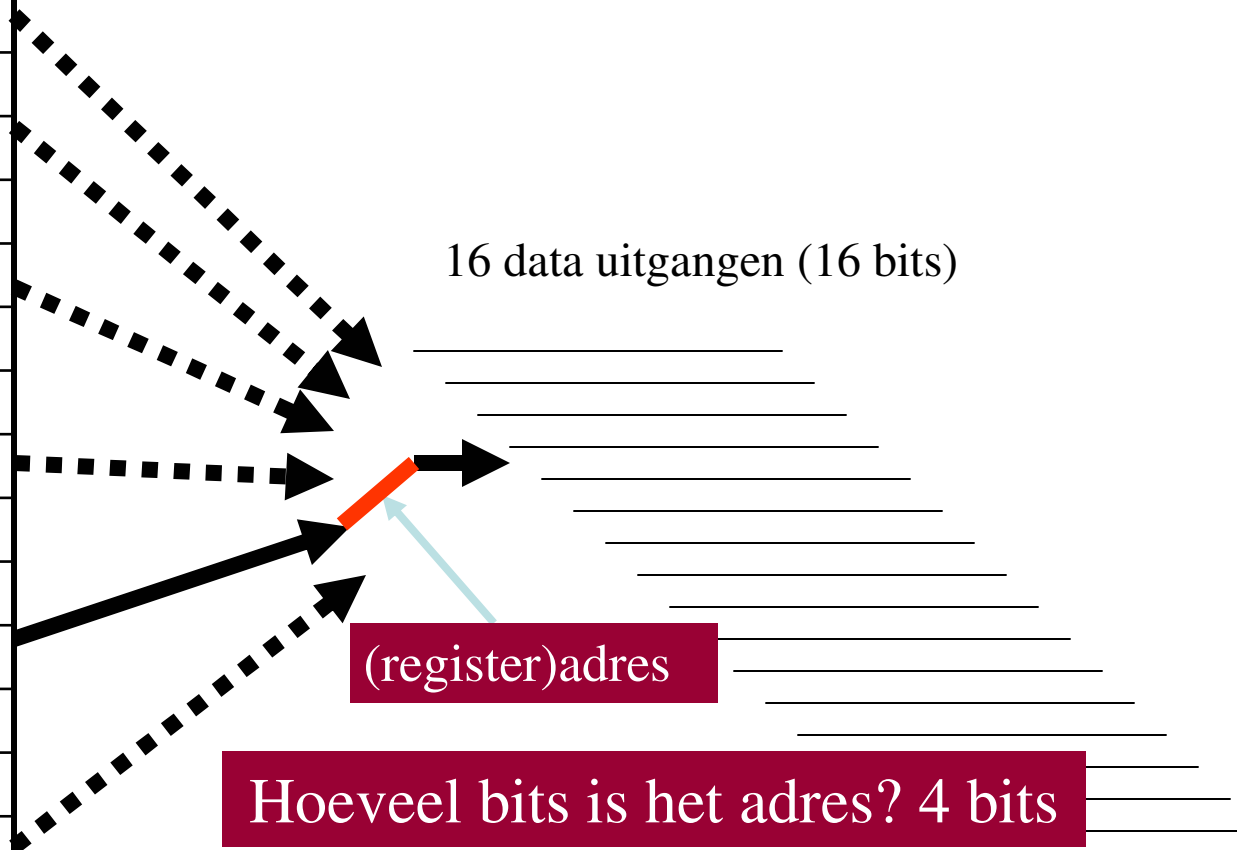 16 data uitgangen (16 bits)
(register)adres
Hoeveel bits is het adres? 4 bits